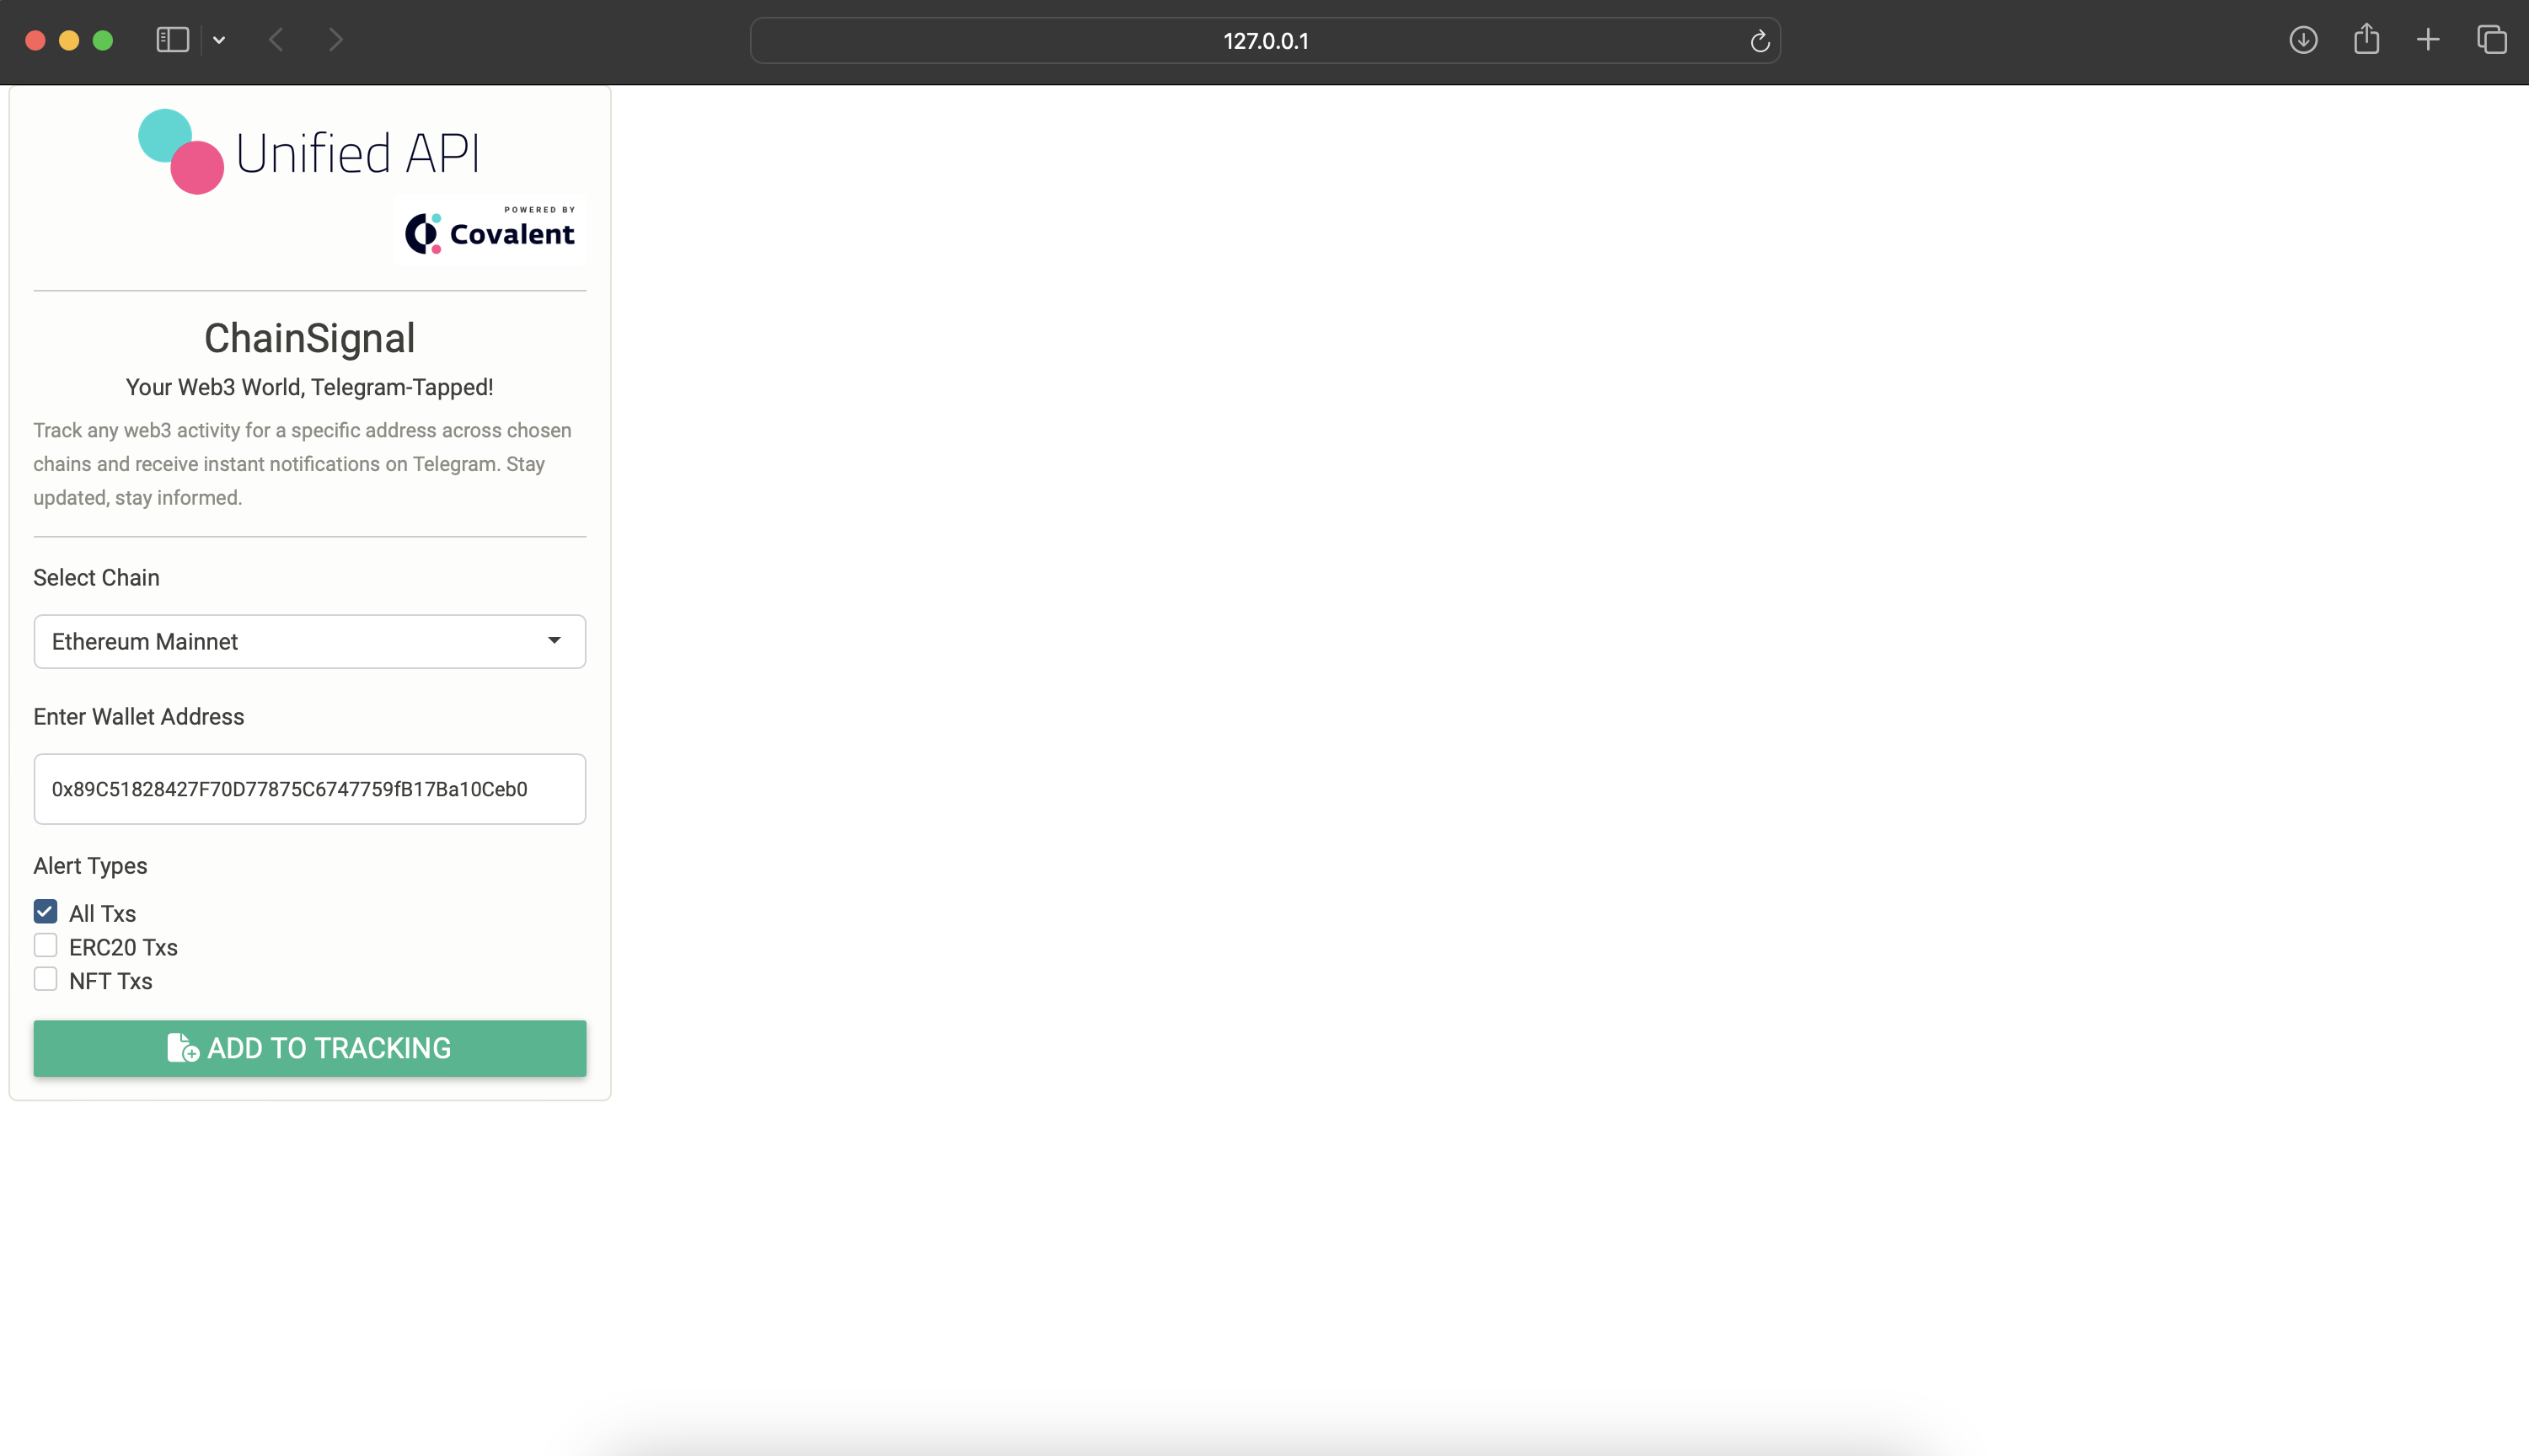 127.0.0.1
Unified API
POWERED BY
Covalent
ChainSignal
Your Web3 World, Telegram-Tapped!
Track any web3 activity for a specific address across chosen
chains and receive instant notifications on Telegram. Stay
updated, stay informed.
Select Chain
Ethereum Mainnet
Enter Wallet Address
0x89C51828427F70D77875C6747759fB17Ba10Ceb0
Alert Types
All Txs
ERC20 Txs
NFT Txs
ADD TO TRACKING